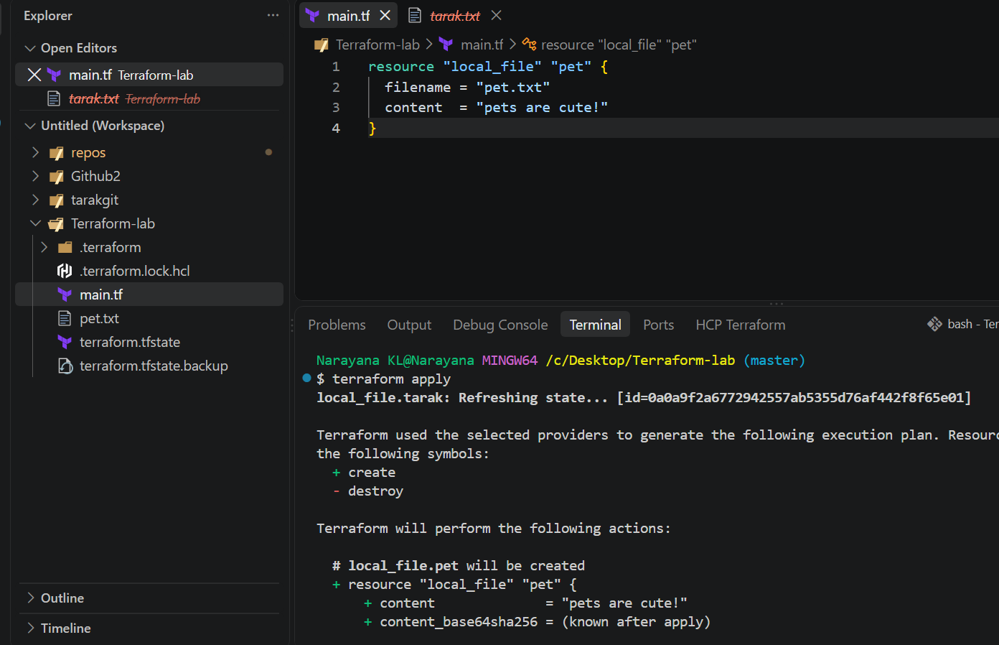 Explorer
Open Editors
main.tf Terraform-lab
tarak.txt Terraform-lab
Untitled (Workspace)
repos
Github2
tarakgit
Terraform-lab
.terraform
.terraform.lock.hcl
main.tf
pet.txt
terraform.tfstate
terraform.tfstate.backup
Outline
Timeline
main.tf tarak.txt
Terraform-lab > main.tf > resource "local_file" "pet"
1 resource "local_file" "pet" {
2 filename = "pet.txt"
3 content = "pets are cute!"
4 }
Problems Output Debug Console Terminal Ports HCP Terraform bash - Ter
Narayana KL@Narayana MINGW64 /c/Desktop/Terraform-lab (master)
$ terraform apply
local_file.tarak: Refreshing state... [id=0a0a9f2a6772942557ab5355d76af442f8f65e01]
Terraform used the selected providers to generate the following execution plan. Resourc
the following symbols:
+ create
- destroy
Terraform will perform the following actions:
# local_file.pet will be created
+ resource "local_file" "pet" {
+ content = "pets are cute!"
+ content_base64sha256 = (known after apply)